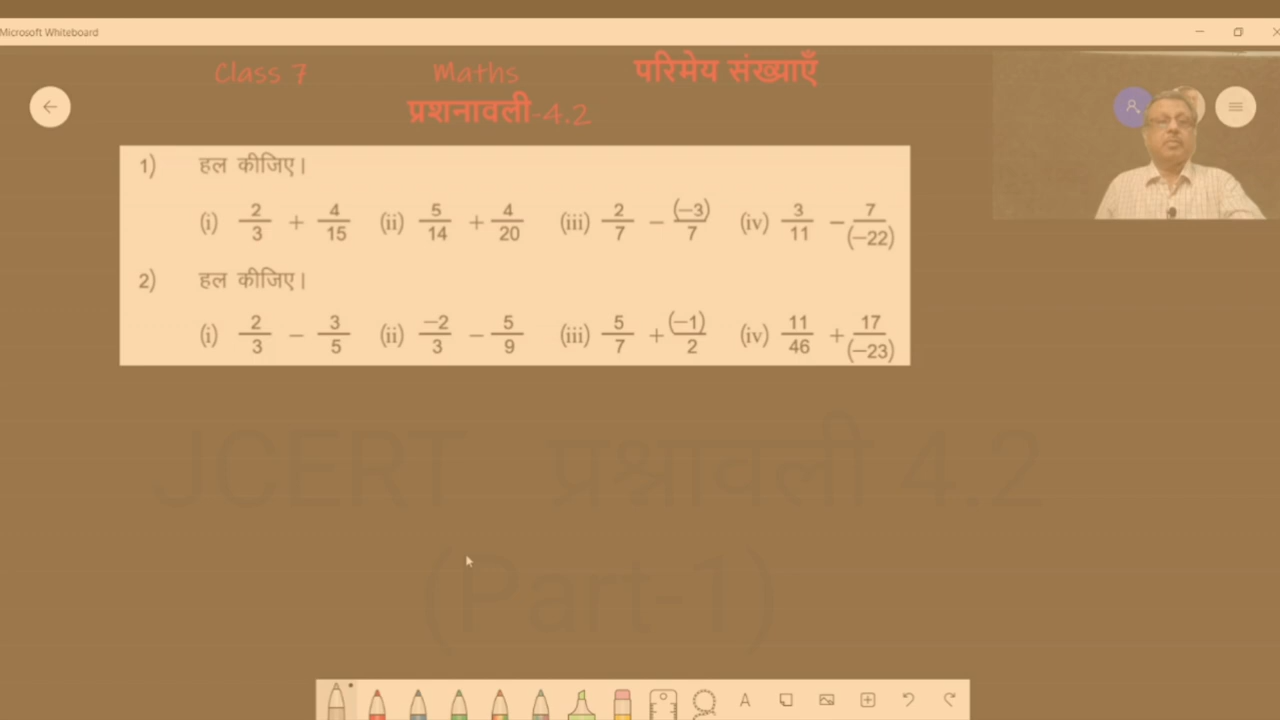 Microsoft Whiteboard
Class 7 Maths परिमेय संख्याएँ
प्रशनावली-4.2
1) हल कीजिए।
(i) 2/3 + 4/15 (ii) 5/14 + 4/20 (iii) 2/7 − (−3)/7 (iv) 3/11 − 7/(−22)
2) हल कीजिए।
(i) 2/3 − 3/5 (ii) −2/3 − 5/9 (iii) 5/7 + (−1)/2 (iv) 11/46 + 17/(−23)
JCERT प्रश्नावली 4.2
(Part-1)
A